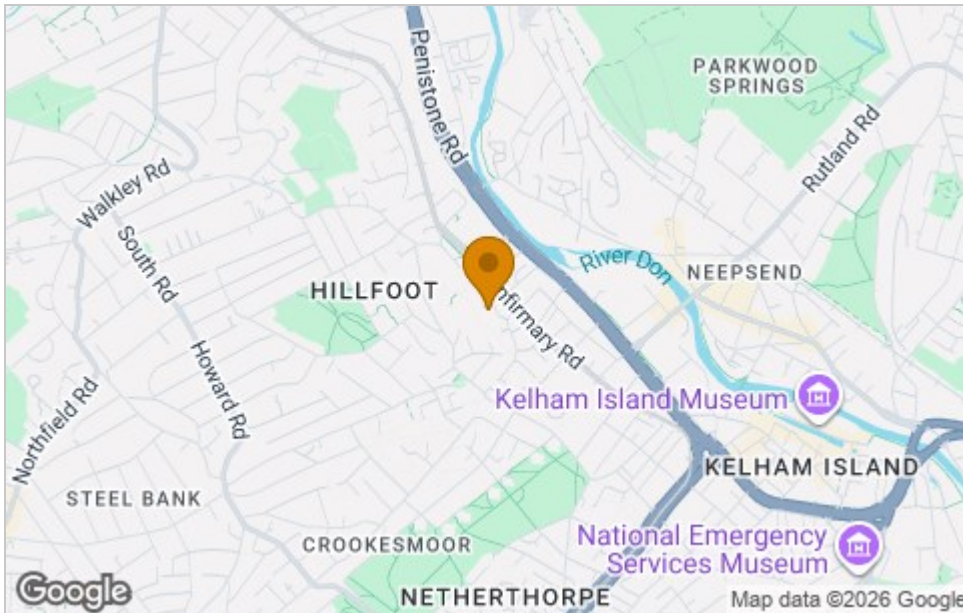 Penistone Rd
PARKWOOD
SPRINGS
Rutland Rd
Walkley Rd
South Rd
River Don
NEEPSEND
HILLFOOT
nfirmary Rd
Howard Rd
Northfield Rd
Kelham Island Museum
KELHAM ISLAND
STEEL BANK
CROOKESMOOR
National Emergency
Services Museum
NETHERTHORPE
Google
Map data ©2026 Google